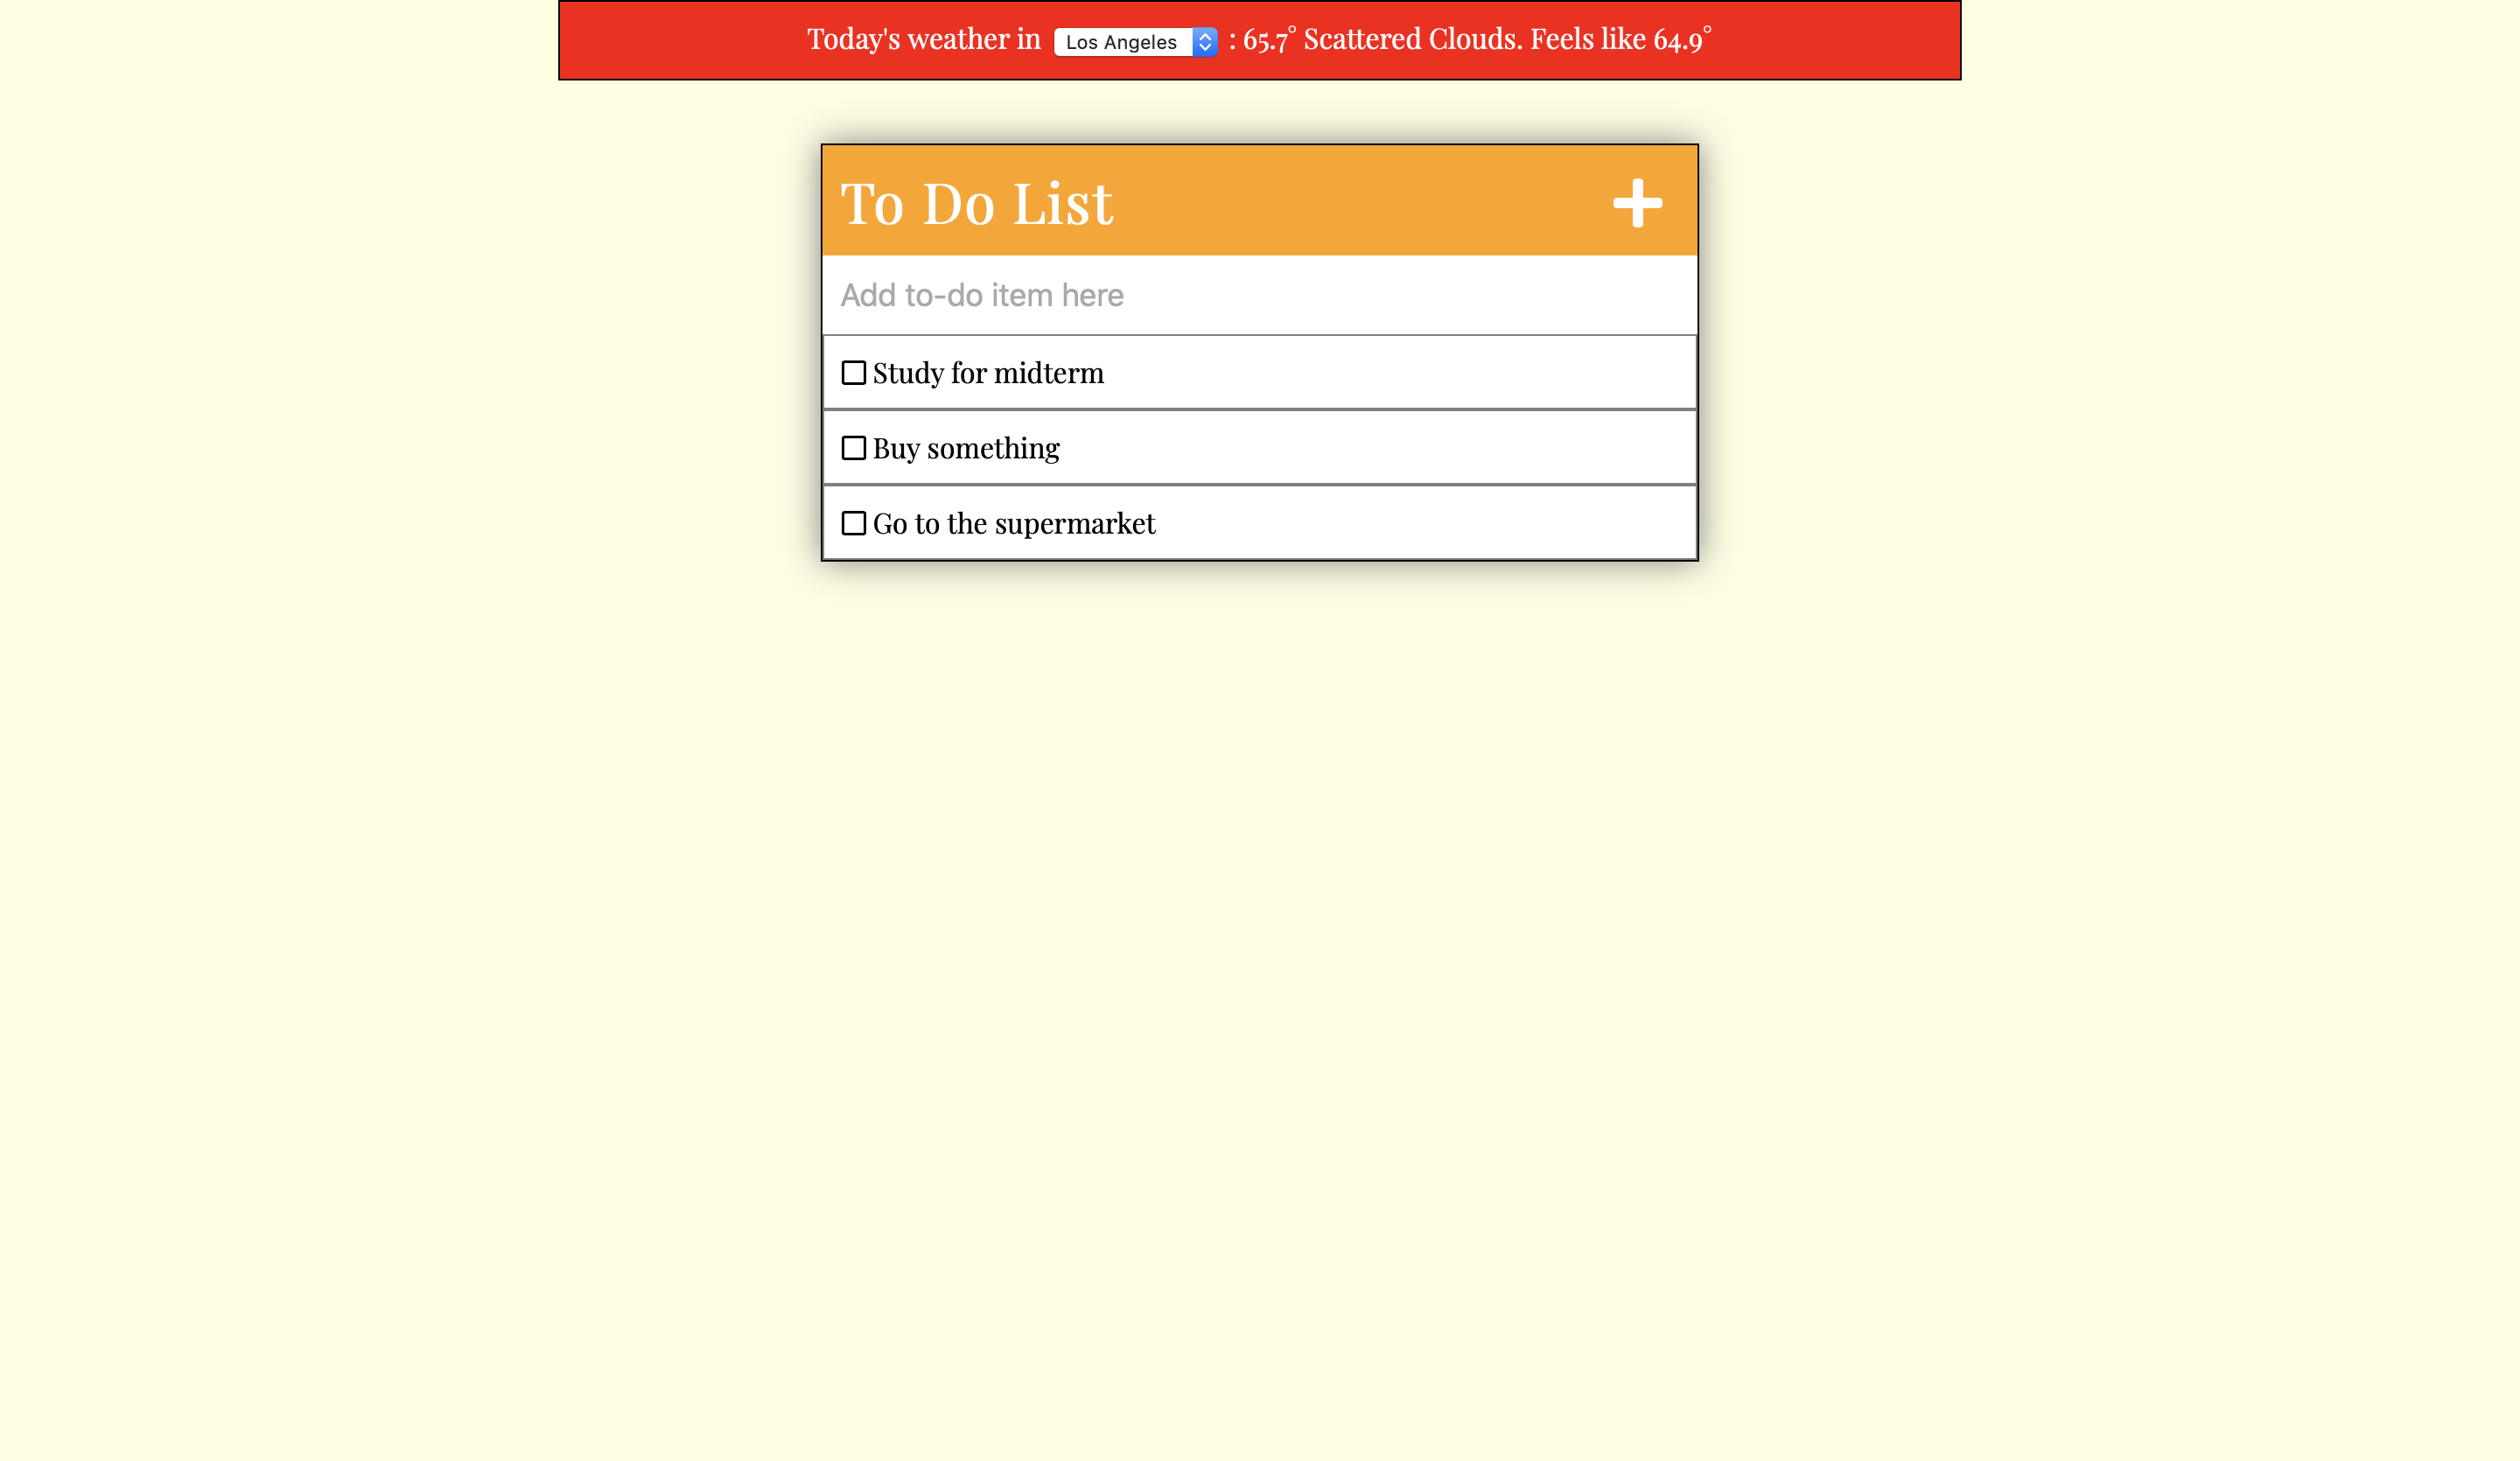 Today's weather in Los Angeles : 65.7° Scattered Clouds. Feels like 64.9°
To Do List
Add to-do item here
Study for midterm
Buy something
Go to the supermarket